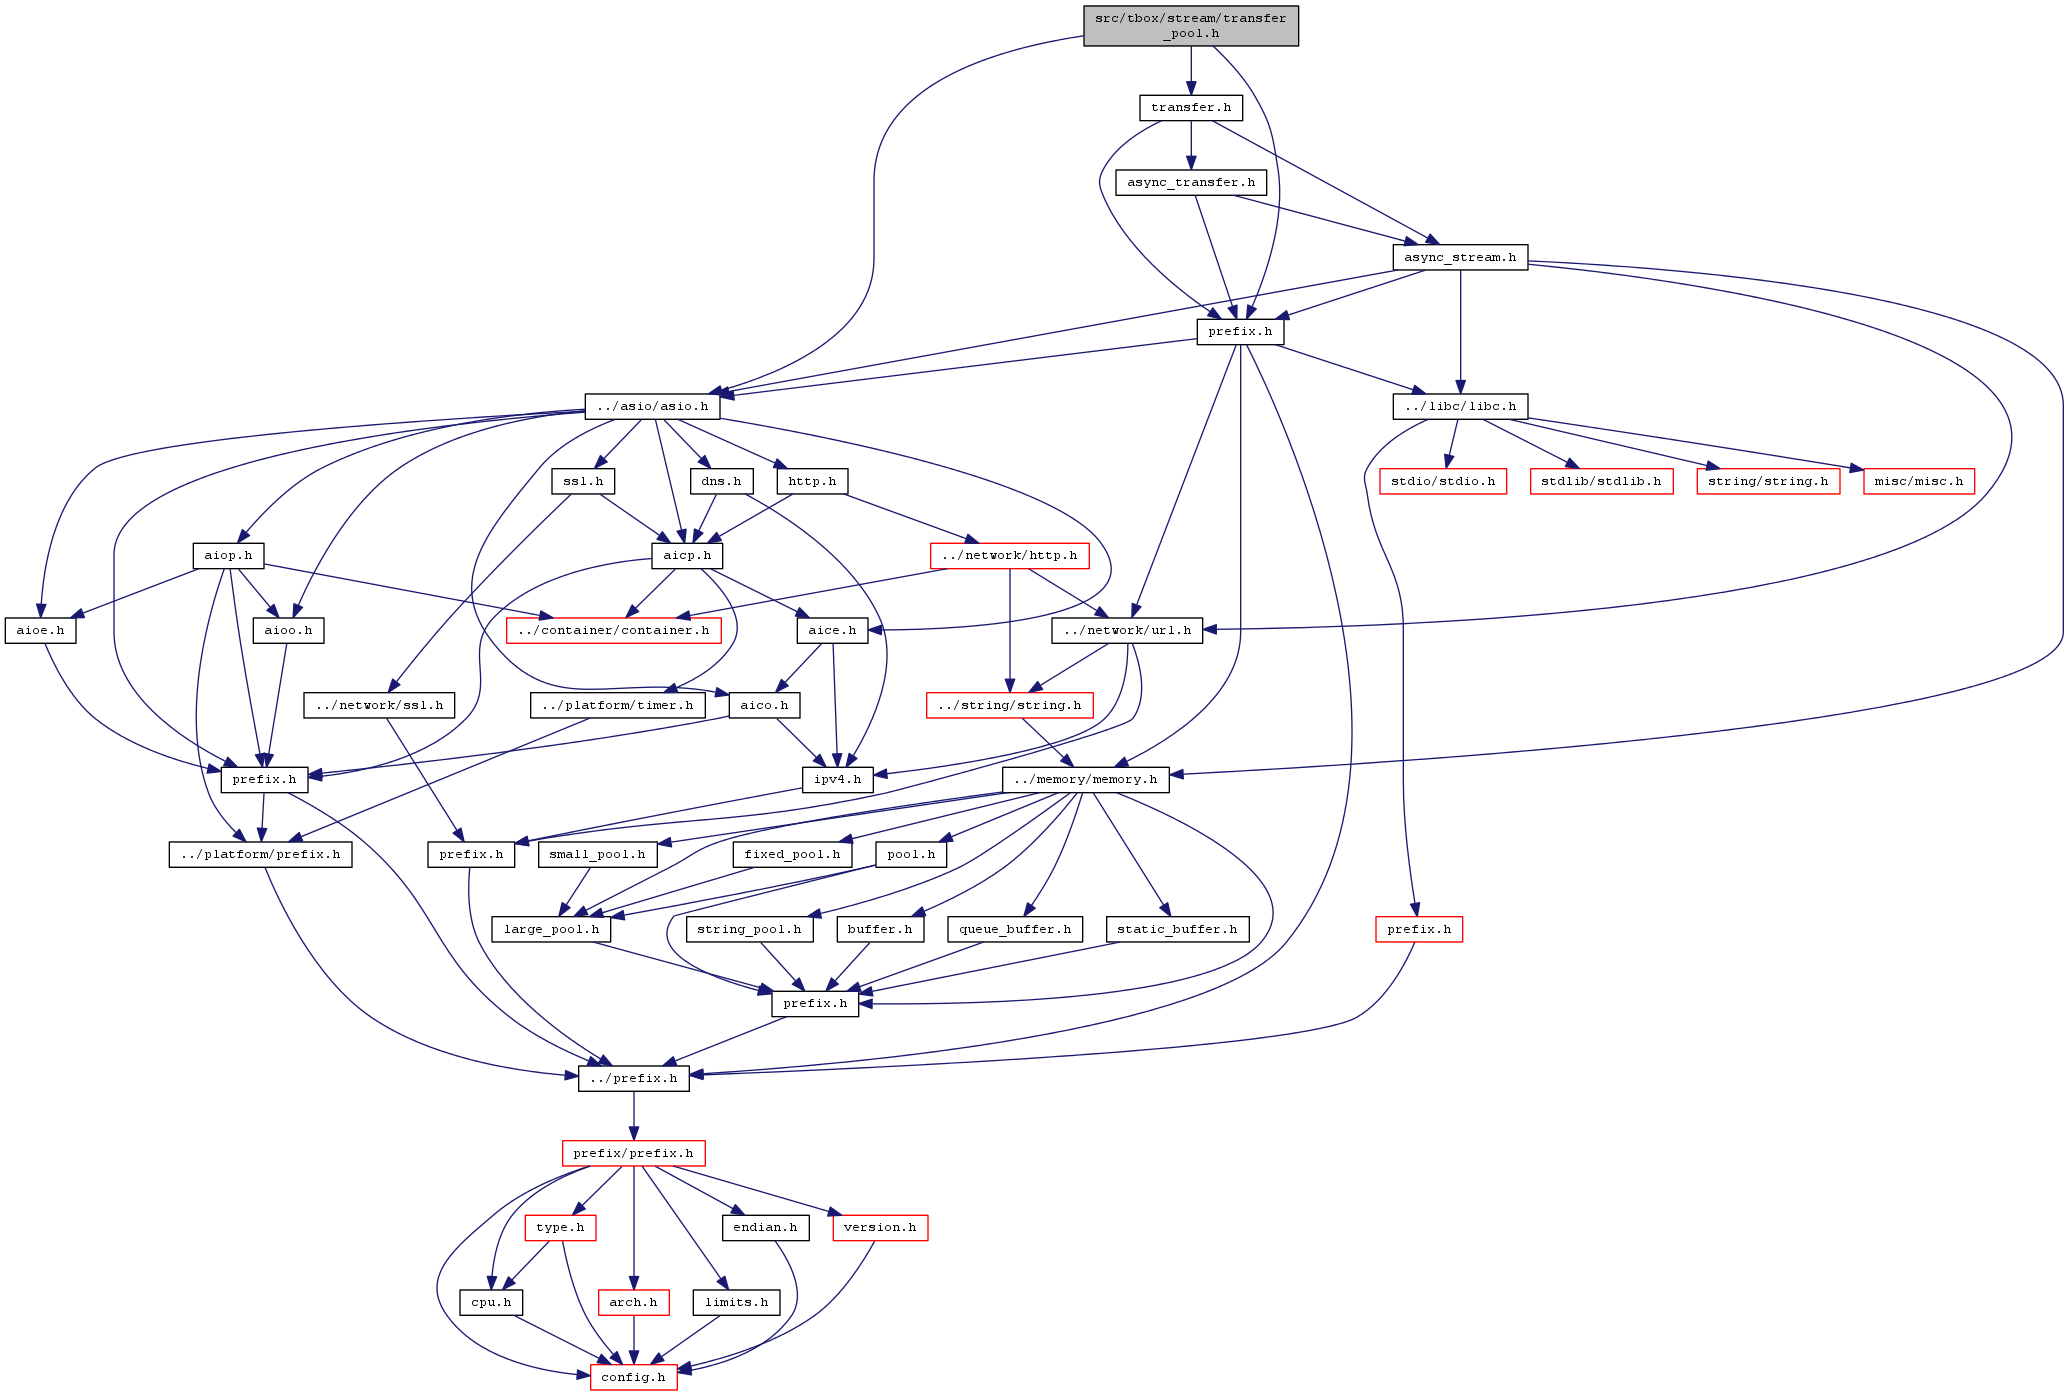 src/tbox/stream/transfer
_pool.h
transfer.h
async_transfer.h
async_stream.h
prefix.h
../asio/asio.h
../libc/libc.h
ssl.h
dns.h
http.h
stdio/stdio.h
stdlib/stdlib.h
string/string.h
misc/misc.h
aiop.h
aicp.h
../network/http.h
aioe.h
aioo.h
../container/container.h
aice.h
../network/url.h
../network/ssl.h
../platform/timer.h
aico.h
../string/string.h
prefix.h
ipv4.h
../memory/memory.h
../platform/prefix.h
prefix.h
small_pool.h
fixed_pool.h
pool.h
large_pool.h
string_pool.h
buffer.h
queue_buffer.h
static_buffer.h
prefix.h
prefix.h
../prefix.h
prefix/prefix.h
type.h
endian.h
version.h
cpu.h
arch.h
limits.h
config.h